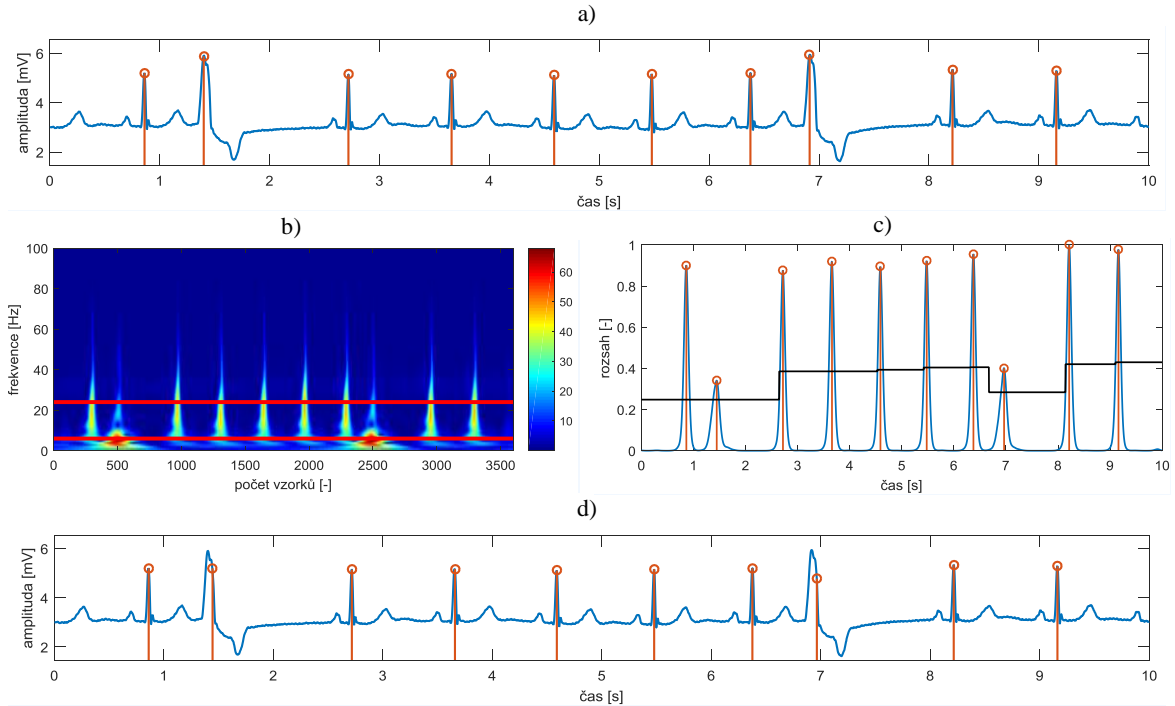 a)
amplituda [mV]
6
4
2
0 1 2 3 4 5 6 7 8 9 10
čas [s]
b)
frekvence [Hz]
100
80
60
40
20
0
0 500 1000 1500 2000 2500 3000 3500
počet vzorků [-]
60
50
40
30
20
10
c)
rozsah [-]
1
0.8
0.6
0.4
0.2
0
0 1 2 3 4 5 6 7 8 9 10
čas [s]
d)
amplituda [mV]
6
4
2
0 1 2 3 4 5 6 7 8 9 10
čas [s]